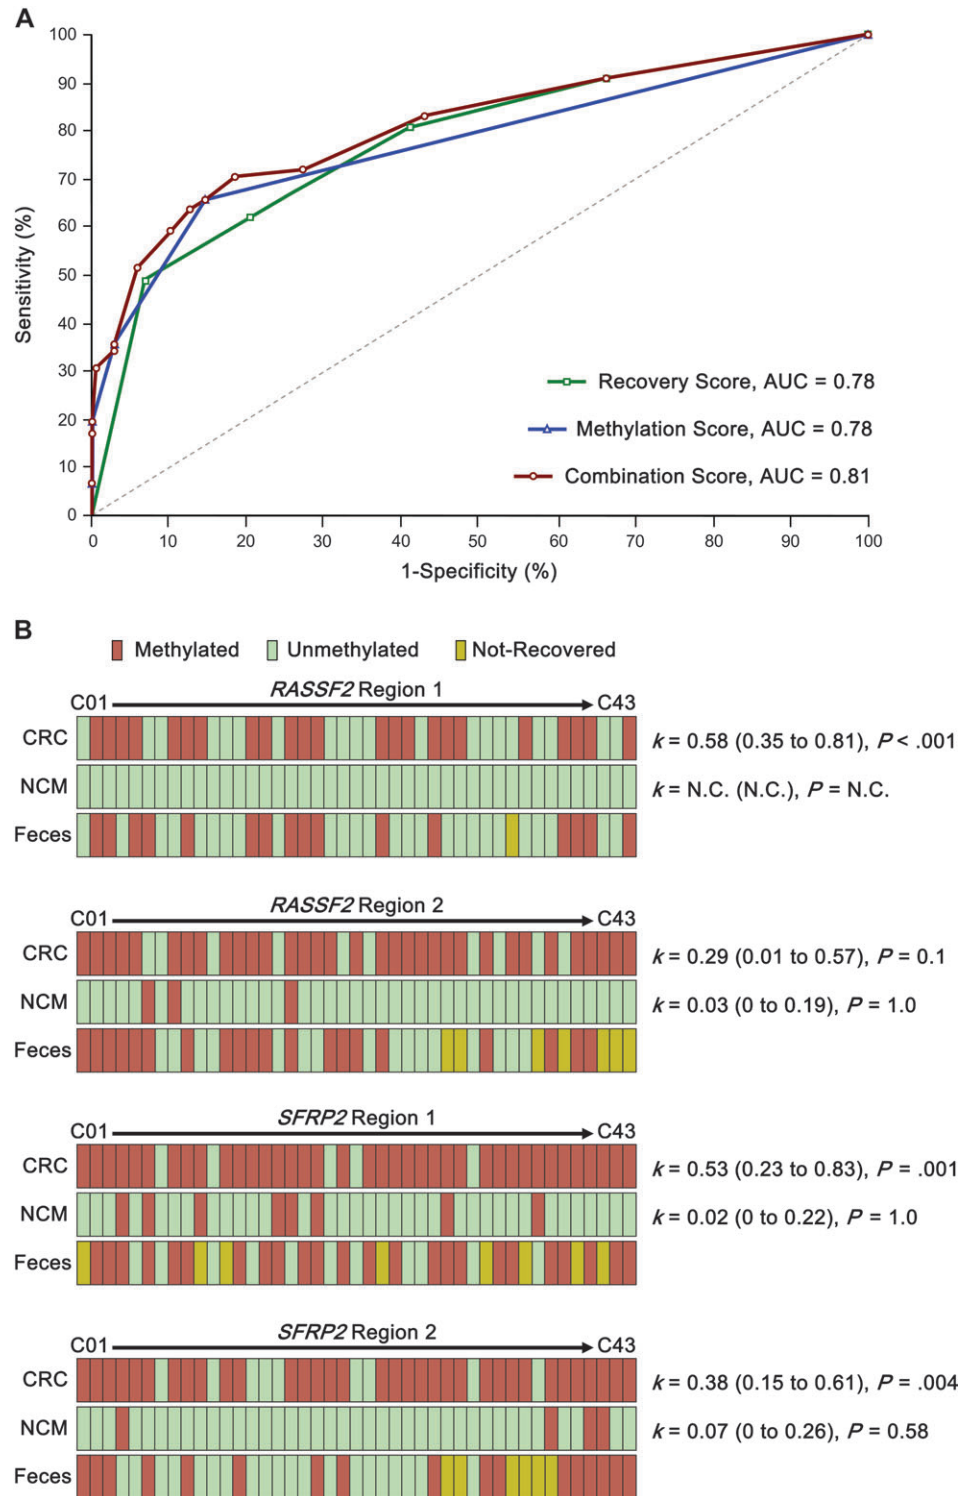 A
100
90
80
70
60
50
40
30
20
10
0
Sensitivity (%)
0 10 20 30 40 50 60 70 80 90 100
1-Specificity (%)
Recovery Score, AUC = 0.78
Methylation Score, AUC = 0.78
Combination Score, AUC = 0.81
B
Methylated Unmethylated Not-Recovered
RASSF2 Region 1
C01 C43
CRC k = 0.58 (0.35 to 0.81), P < .001
NCM k = N.C. (N.C.), P = N.C.
Feces
RASSF2 Region 2
C01 C43
CRC k = 0.29 (0.01 to 0.57), P = 0.1
NCM k = 0.03 (0 to 0.19), P = 1.0
Feces
SFRP2 Region 1
C01 C43
CRC k = 0.53 (0.23 to 0.83), P = .001
NCM k = 0.02 (0 to 0.22), P = 1.0
Feces
SFRP2 Region 2
C01 C43
CRC k = 0.38 (0.15 to 0.61), P = .004
NCM k = 0.07 (0 to 0.26), P = 0.58
Feces